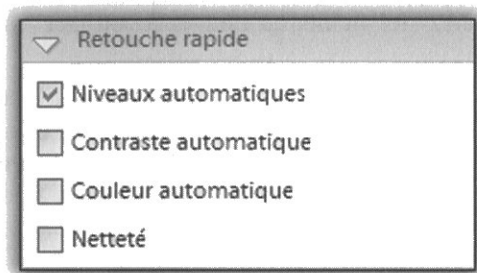 Retouche rapide
Niveaux automatiques
Contraste automatique
Couleur automatique
Netteté